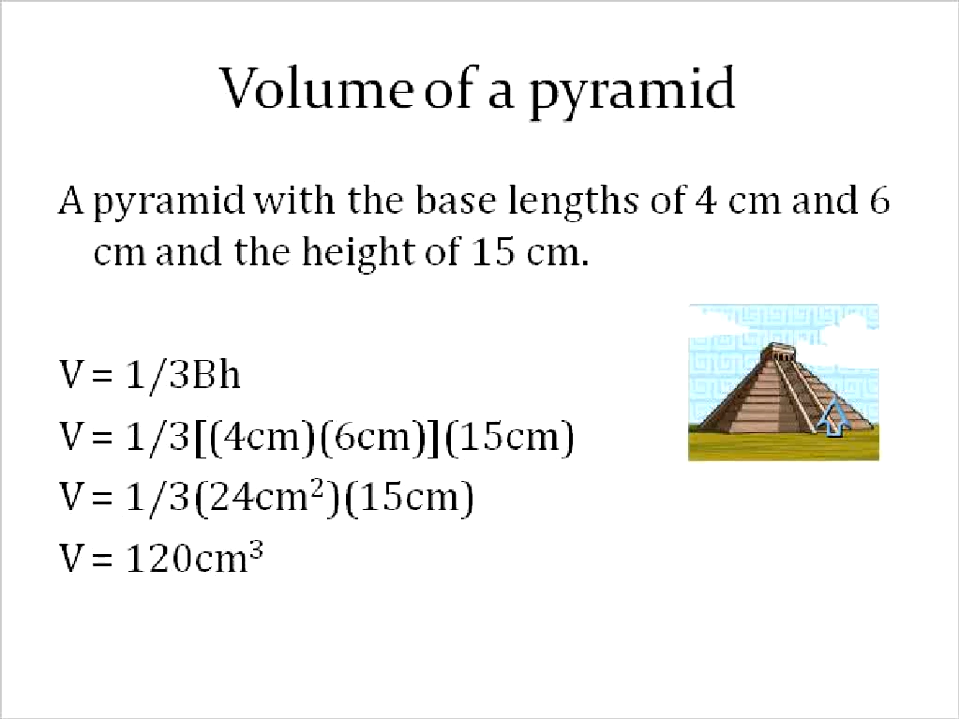 Volume of a pyramid
A pyramid with the base lengths of 4 cm and 6
cm and the height of 15 cm.
V = 1/3Bh
V = 1/3[(4cm)(6cm)](15cm)
V = 1/3(24cm²)(15cm)
V = 120cm³